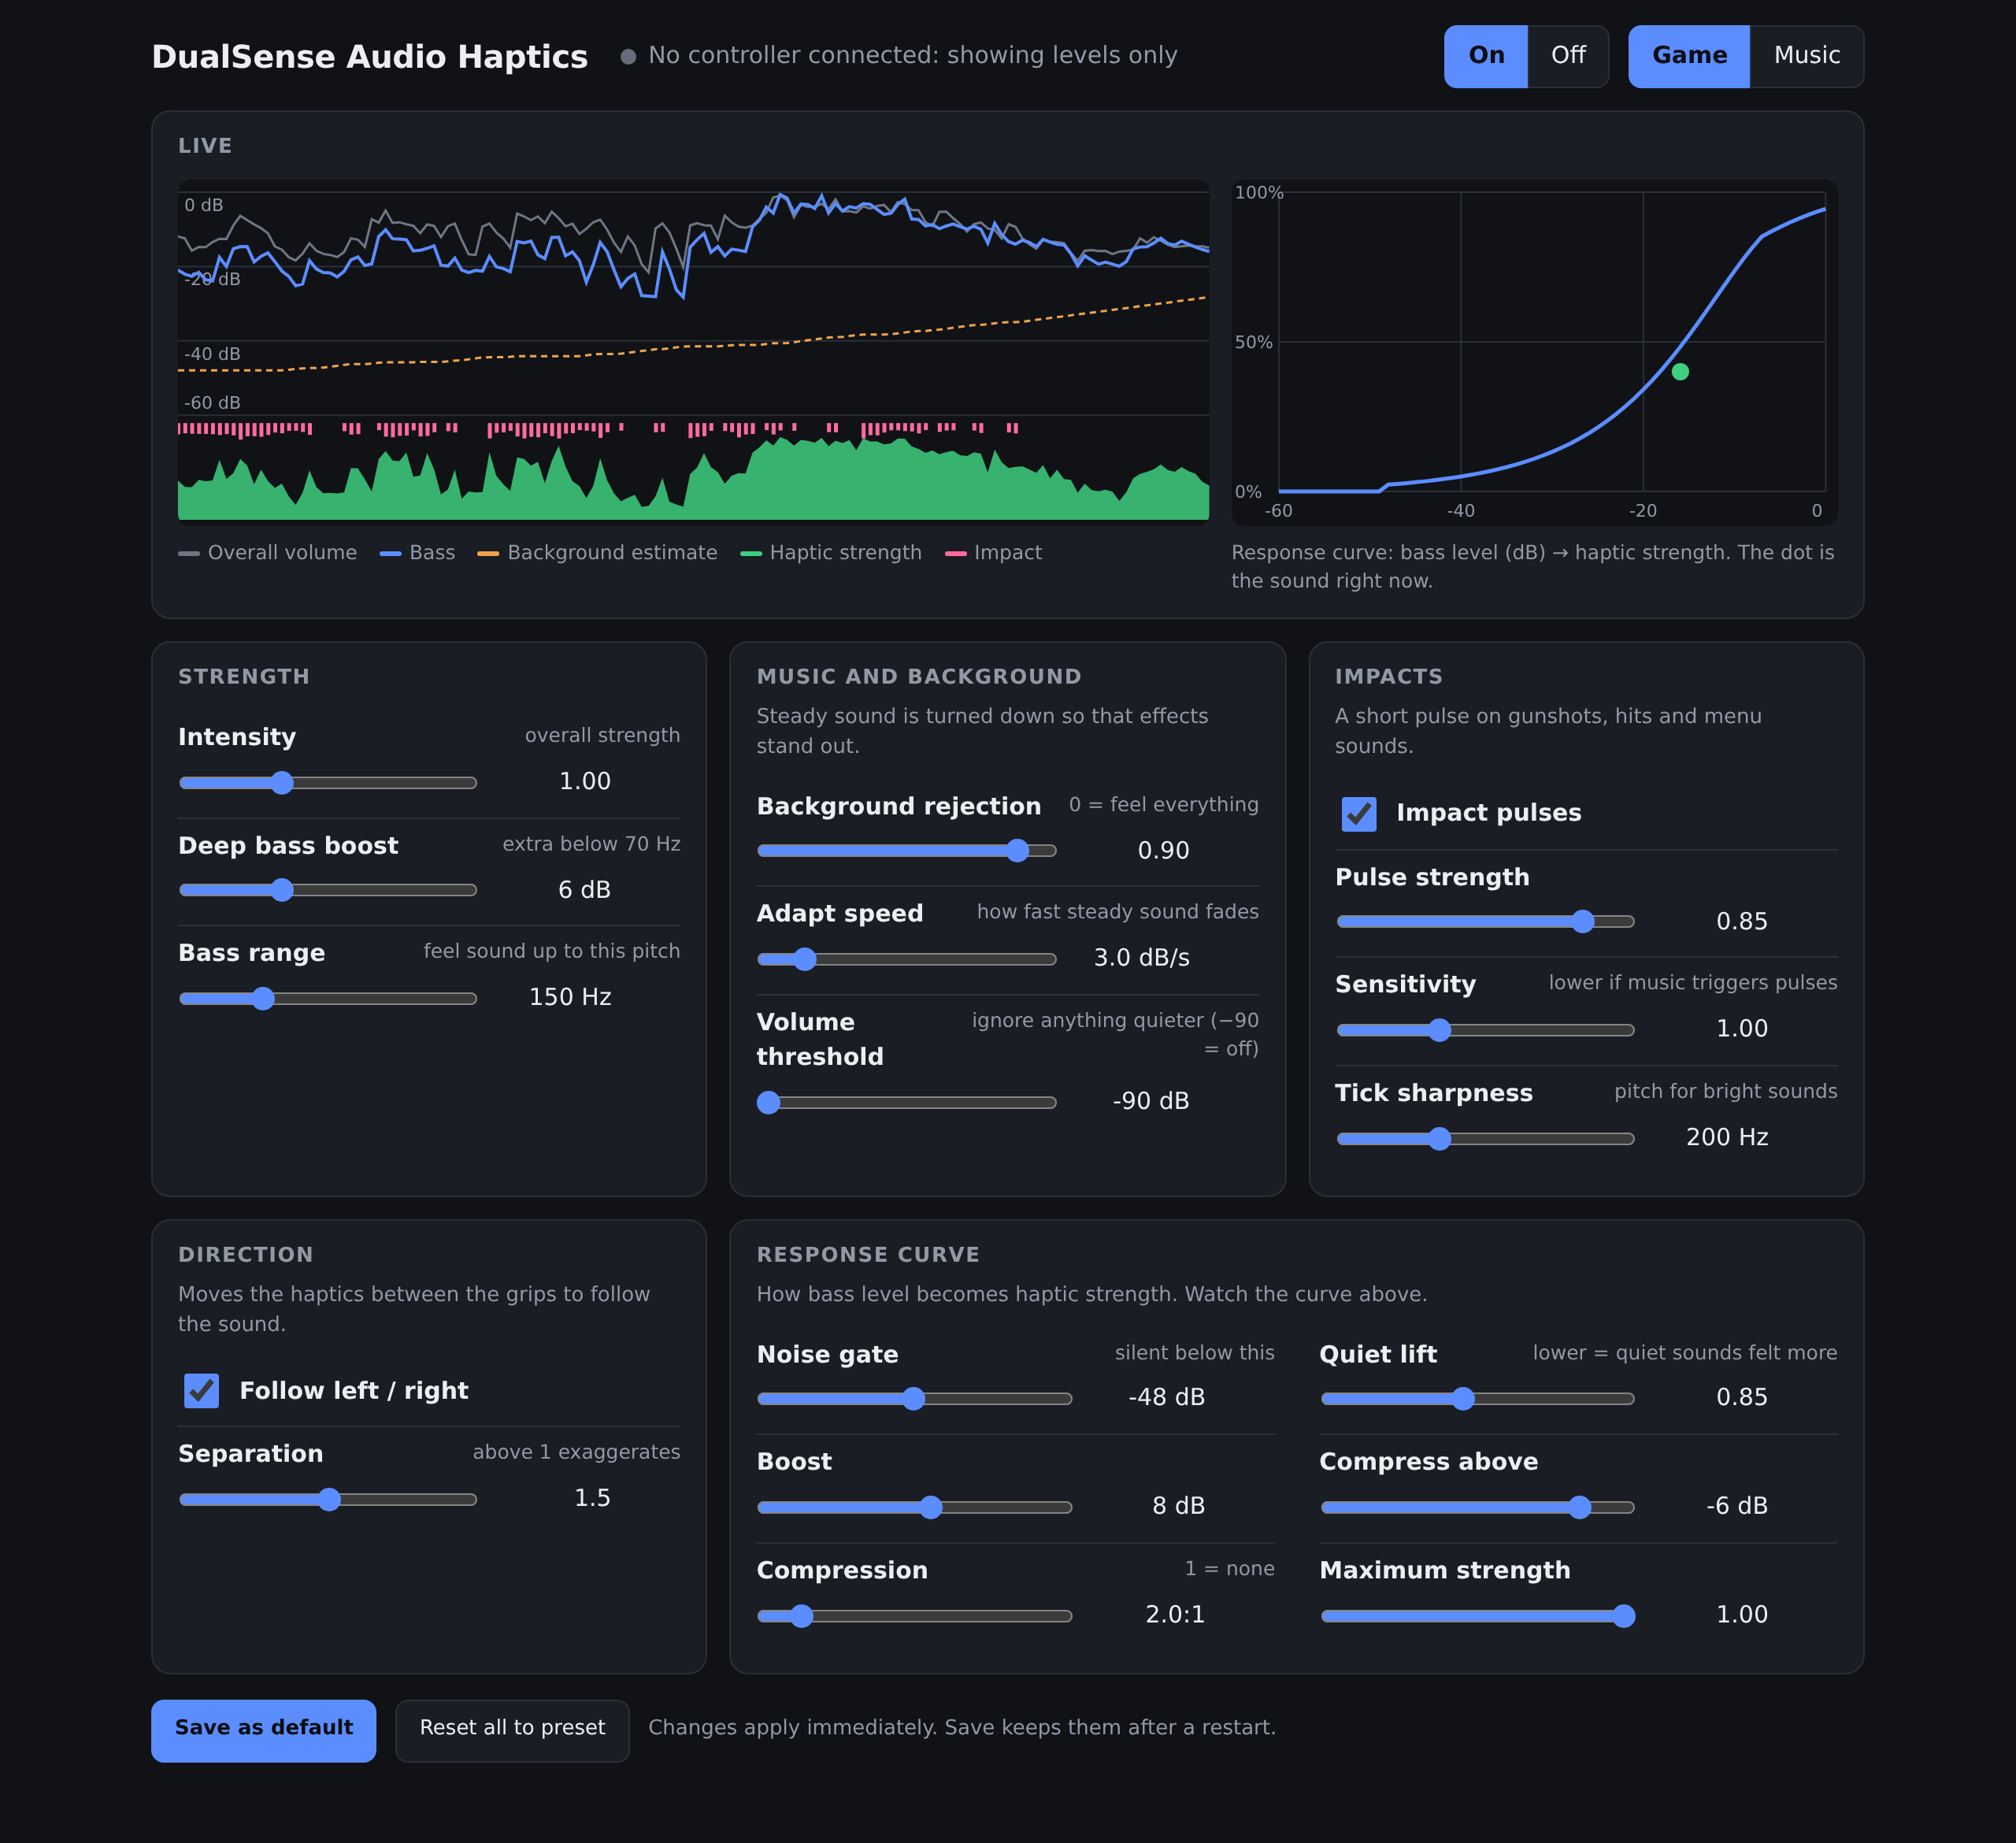 DualSense Audio Haptics
No controller connected: showing levels only
On
Off
Game
Music
LIVE
0 dB
-20 dB
-40 dB
-60 dB
Overall volume
Bass
Background estimate
Haptic strength
Impact
100%
50%
0%
-60
-40
-20
0
Response curve: bass level (dB) → haptic strength. The dot is
the sound right now.
STRENGTH
Intensity
overall strength
1.00
Deep bass boost
extra below 70 Hz
6 dB
Bass range
feel sound up to this pitch
150 Hz
MUSIC AND BACKGROUND
Steady sound is turned down so that effects
stand out.
Background rejection
0 = feel everything
0.90
Adapt speed
how fast steady sound fades
3.0 dB/s
Volume
threshold
ignore anything quieter (−90
= off)
-90 dB
IMPACTS
A short pulse on gunshots, hits and menu
sounds.
Impact pulses
Pulse strength
0.85
Sensitivity
lower if music triggers pulses
1.00
Tick sharpness
pitch for bright sounds
200 Hz
DIRECTION
Moves the haptics between the grips to follow
the sound.
Follow left / right
Separation
above 1 exaggerates
1.5
RESPONSE CURVE
How bass level becomes haptic strength. Watch the curve above.
Noise gate
silent below this
-48 dB
Quiet lift
lower = quiet sounds felt more
0.85
Boost
8 dB
Compress above
-6 dB
Compression
1 = none
2.0:1
Maximum strength
1.00
Save as default
Reset all to preset
Changes apply immediately. Save keeps them after a restart.